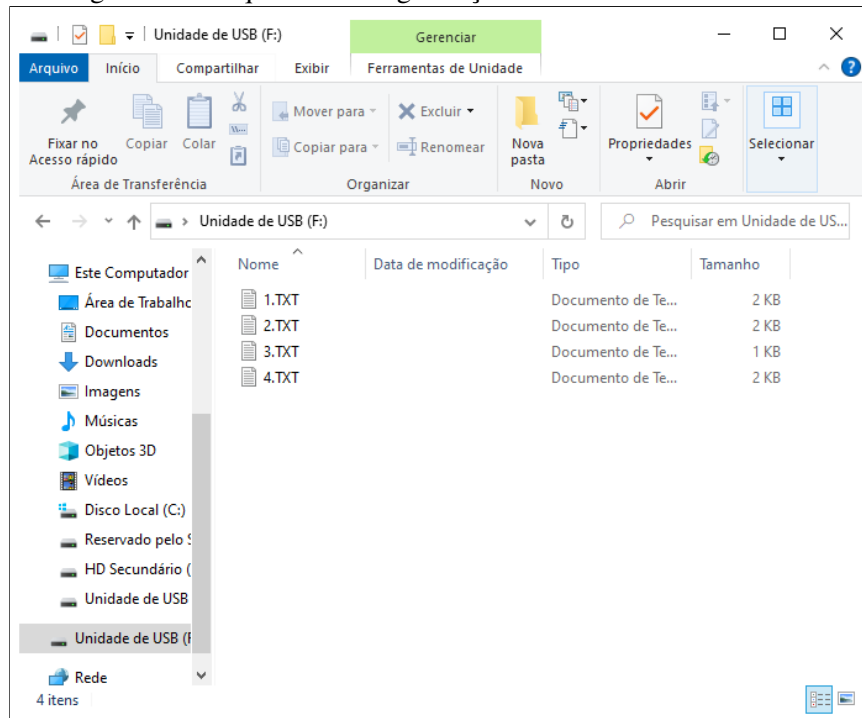 Unidade de USB (F:)
Gerenciar
Arquivo Início Compartilhar Exibir Ferramentas de Unidade
Fixar no
Acesso rápido
Copiar
Colar
Área de Transferência
Mover para
Copiar para
Excluir
Renomear
Organizar
Nova
pasta
Novo
Propriedades
Abrir
Selecionar
Unidade de USB (F:)
Pesquisar em Unidade de US...
Este Computador
Área de Trabalho
Documentos
Downloads
Imagens
Músicas
Objetos 3D
Vídeos
Disco Local (C:)
Reservado pelo S
HD Secundário (
Unidade de USB
Unidade de USB (F
Rede
Nome Data de modificação Tipo Tamanho
1.TXT Documento de Te... 2 KB
2.TXT Documento de Te... 2 KB
3.TXT Documento de Te... 1 KB
4.TXT Documento de Te... 2 KB
4 itens